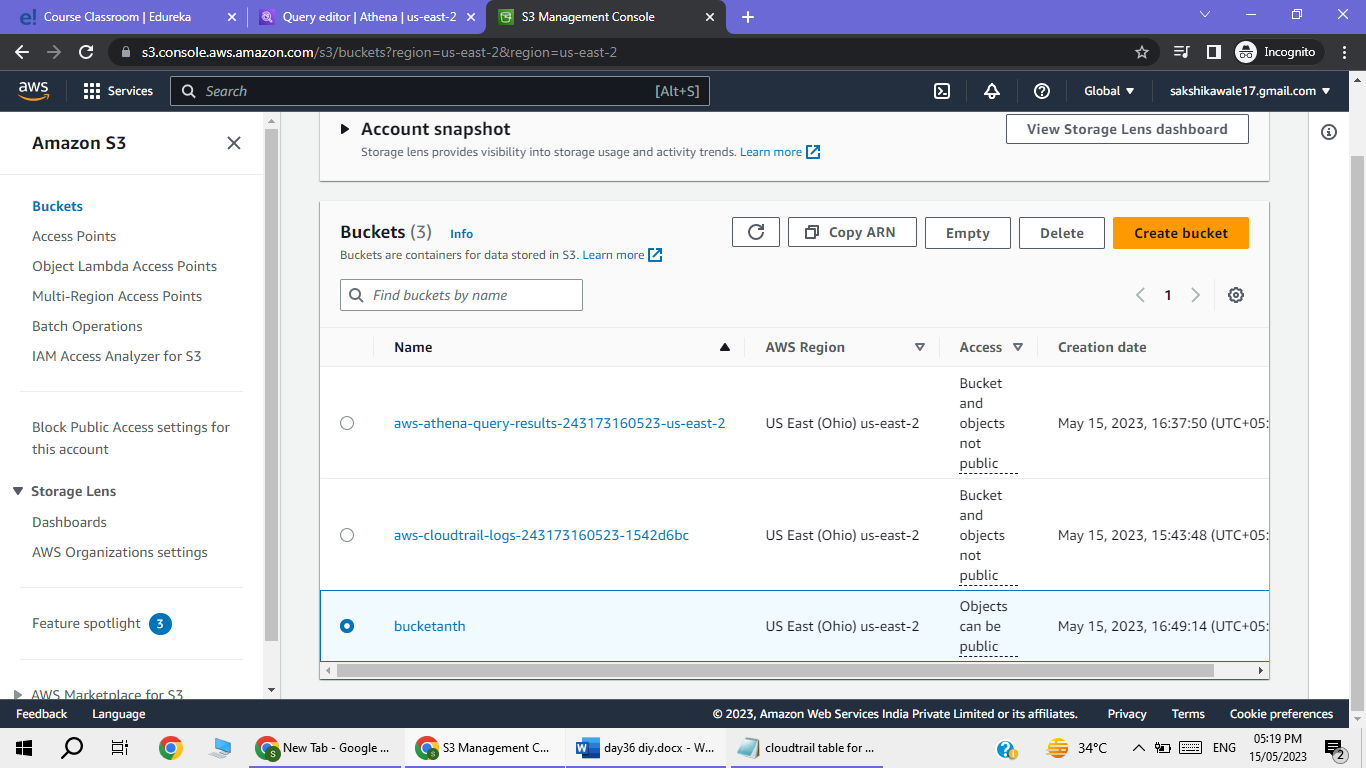 Course Classroom | Edureka
Query editor | Athena | us-east-2
S3 Management Console
s3.console.aws.amazon.com/s3/buckets?region=us-east-2&region=us-east-2
Incognito
aws
Services
Search
[Alt+S]
Global
sakshikawale17.gmail.com
Amazon S3
Buckets
Access Points
Object Lambda Access Points
Multi-Region Access Points
Batch Operations
IAM Access Analyzer for S3
Block Public Access settings for
this account
Storage Lens
Dashboards
AWS Organizations settings
Feature spotlight 3
AWS Marketplace for S3
Account snapshot
Storage lens provides visibility into storage usage and activity trends. Learn more
View Storage Lens dashboard
Buckets (3) Info
Buckets are containers for data stored in S3. Learn more
Copy ARN
Empty
Delete
Create bucket
Find buckets by name
1
Name
AWS Region
Access
Creation date
aws-athena-query-results-243173160523-us-east-2
US East (Ohio) us-east-2
Bucket
and
objects
not
public
May 15, 2023, 16:37:50 (UTC+05:
aws-cloudtrail-logs-243173160523-1542d6bc
US East (Ohio) us-east-2
Bucket
and
objects
not
public
May 15, 2023, 15:43:48 (UTC+05:
bucketanth
US East (Ohio) us-east-2
Objects
can be
public
May 15, 2023, 16:49:14 (UTC+05:
Feedback
Language
© 2023, Amazon Web Services India Private Limited or its affiliates.
Privacy
Terms
Cookie preferences
New Tab - Google ...
S3 Management C...
day36 diy.docx - W...
cloudtrail table for ...
34°C
ENG
05:19 PM
15/05/2023
2